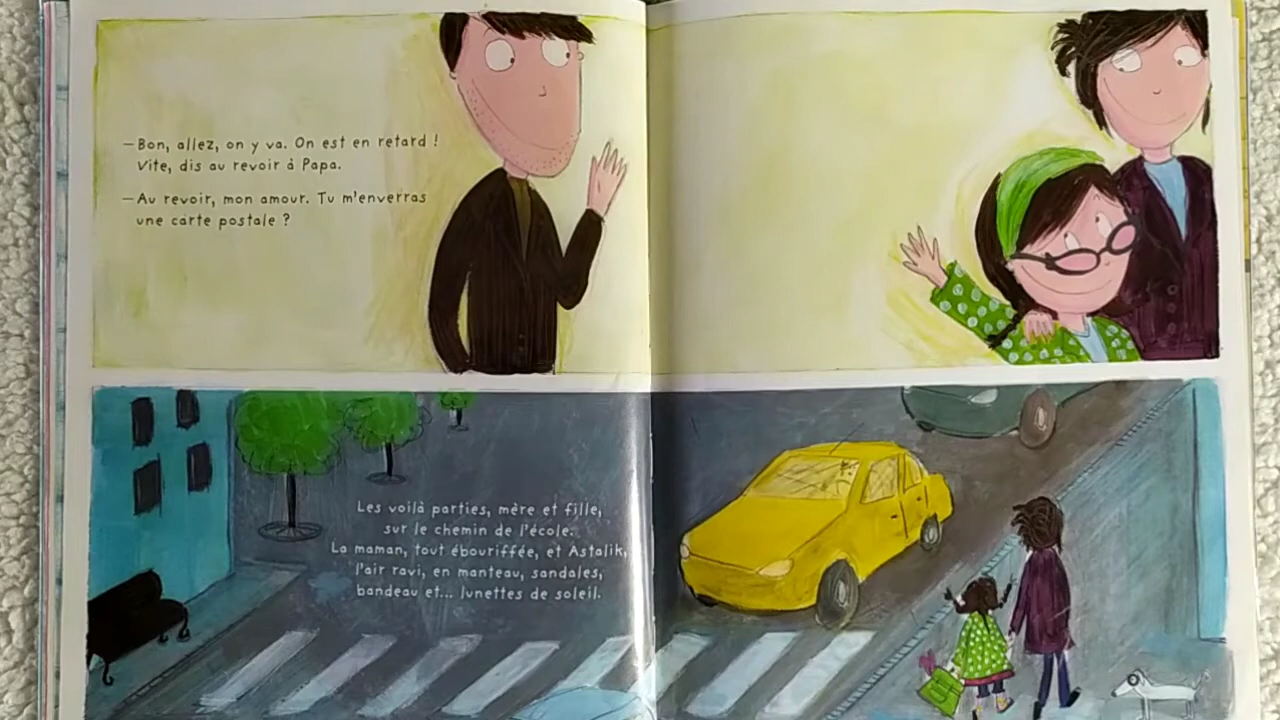 — Bon, allez, on y va. On est en retard !
Vite, dis au revoir à Papa.
— Au revoir, mon amour. Tu m'enverras
une carte postale ?
Les voilà parties, mère et fille,
sur le chemin de l'école.
La maman, tout ébouriffée, et Astalik,
l'air ravi, en manteau, sandales,
bandeau et... lunettes de soleil.